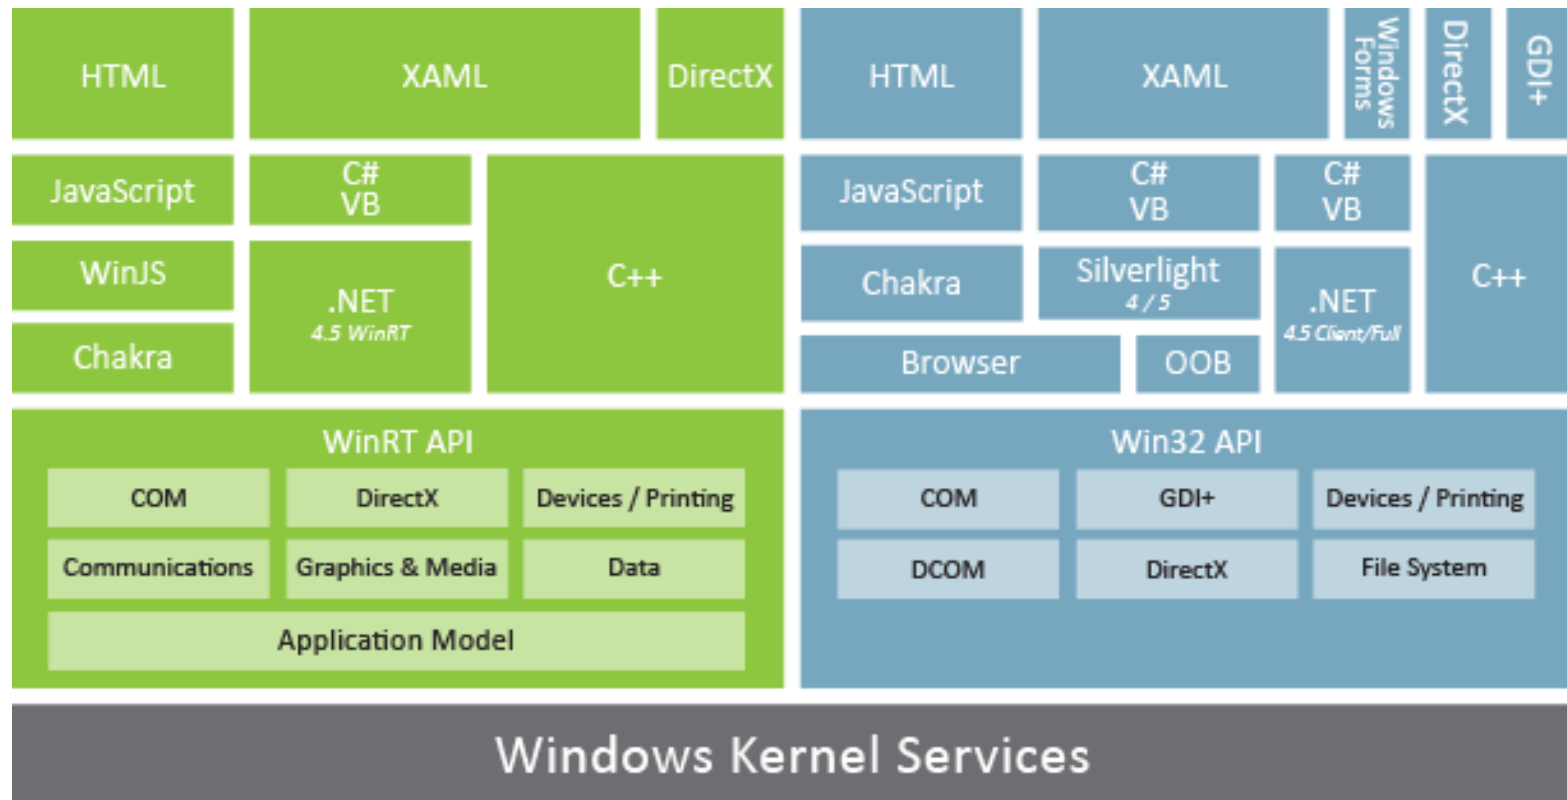 HTML
XAML
DirectX
HTML
XAML
Windows
Forms
DirectX
GDI+
JavaScript
C#
VB
C++
JavaScript
C#
VB
C#
VB
C++
WinJS
.NET
4.5 WinRT
Chakra
Chakra
Silverlight
4 / 5
.NET
4.5 Client/Full
Browser
OOB
WinRT API
COM
DirectX
Devices / Printing
Communications
Graphics & Media
Data
Application Model
Win32 API
COM
GDI+
Devices / Printing
DCOM
DirectX
File System
Windows Kernel Services